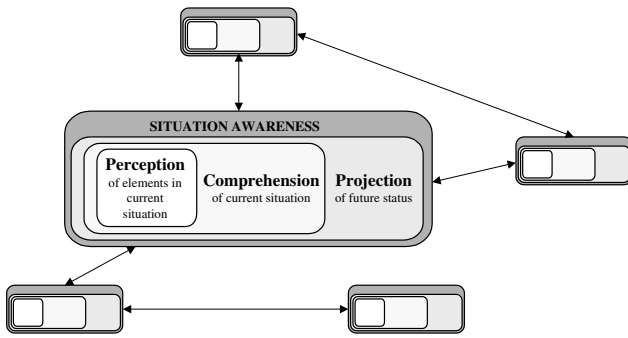 SITUATION AWARENESS
Perception
of elements in
current
situation
Comprehension
of current situation
Projection
of future status